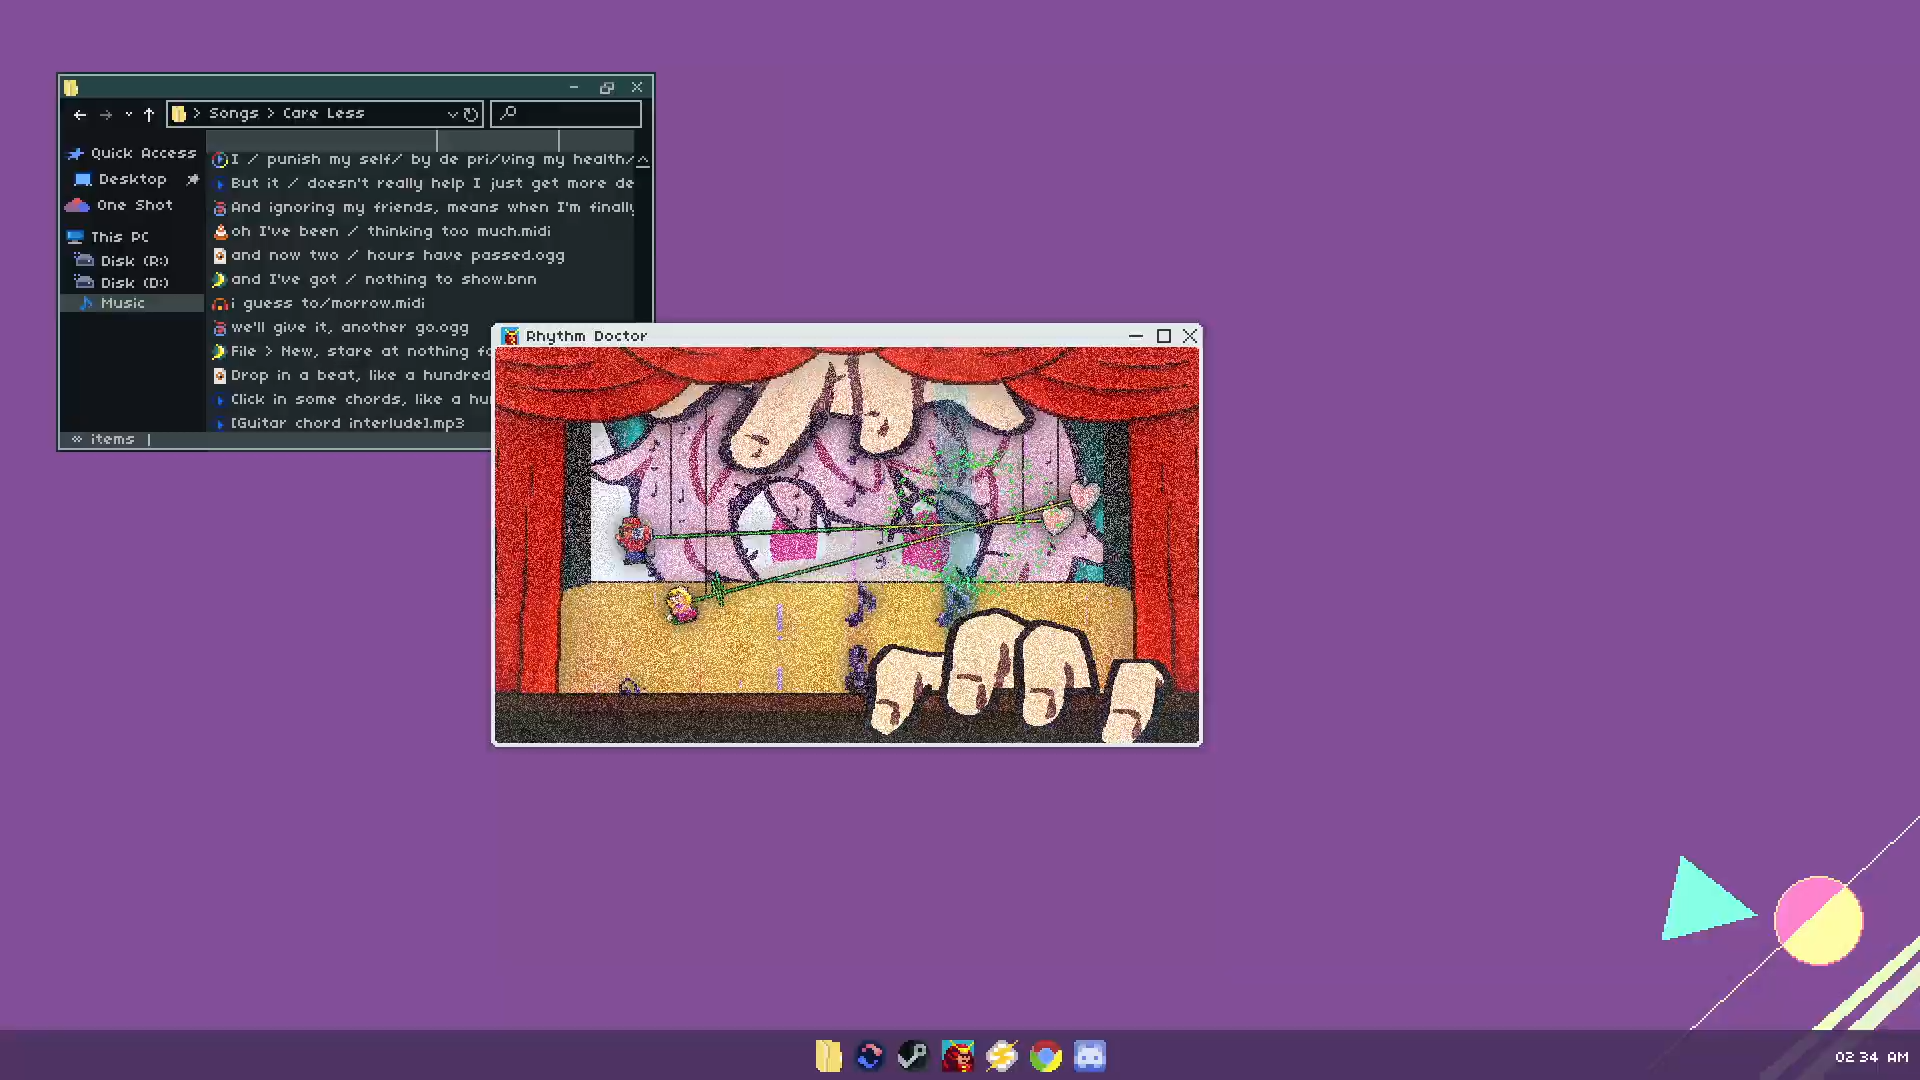 Songs > Care Less
Quick Access
Desktop
One Shot
This PC
Disk (R:)
Disk (D:)
Music
I / punish my self/ by de pri/ving my health/
But it / doesn't really help I just get more de
And ignoring my friends, means when I'm finally
oh I've been / thinking too much.midi
and now two / hours have passed.ogg
and I've got / nothing to show.bnn
i guess to/morrow.midi
we'll give it, another go.ogg
File > New, stare at nothing fo
Drop in a beat, like a hundred
Click in some chords, like a hu
[Guitar chord interlude].mp3
∞ items |
Rhythm Doctor
02 34 AM